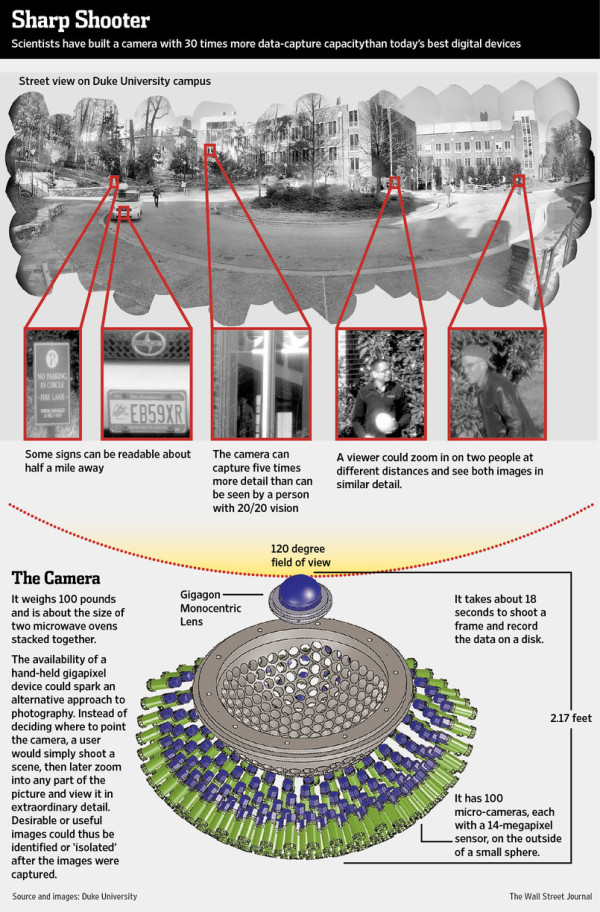 Sharp Shooter
Scientists have built a camera with 30 times more data-capture capacitythan today's best digital devices
Street view on Duke University campus
NO PARKING
IN CIRCLE
FIRE LANE
EB59XR
Some signs can be readable about
half a mile away
The camera can
capture five times
more detail than can
be seen by a person
with 20/20 vision
A viewer could zoom in on two people at
different distances and see both images in
similar detail.
120 degree
field of view
The Camera
It weighs 100 pounds
and is about the size of
two microwave ovens
stacked together.
The availability of a
hand-held gigapixel
device could spark an
alternative approach to
photography. Instead of
deciding where to point
the camera, a user
would simply shoot a
scene, then later zoom
into any part of the
picture and view it in
extraordinary detail.
Desirable or useful
images could thus be
identified or 'isolated'
after the images were
captured.
Gigagon
Monocentric
Lens
It takes about 18
seconds to shoot a
frame and record
the data on a disk.
2.17 feet
It has 100
micro-cameras, each
with a 14-megapixel
sensor, on the outside
of a small sphere.
Source and images: Duke University
The Wall Street Journal